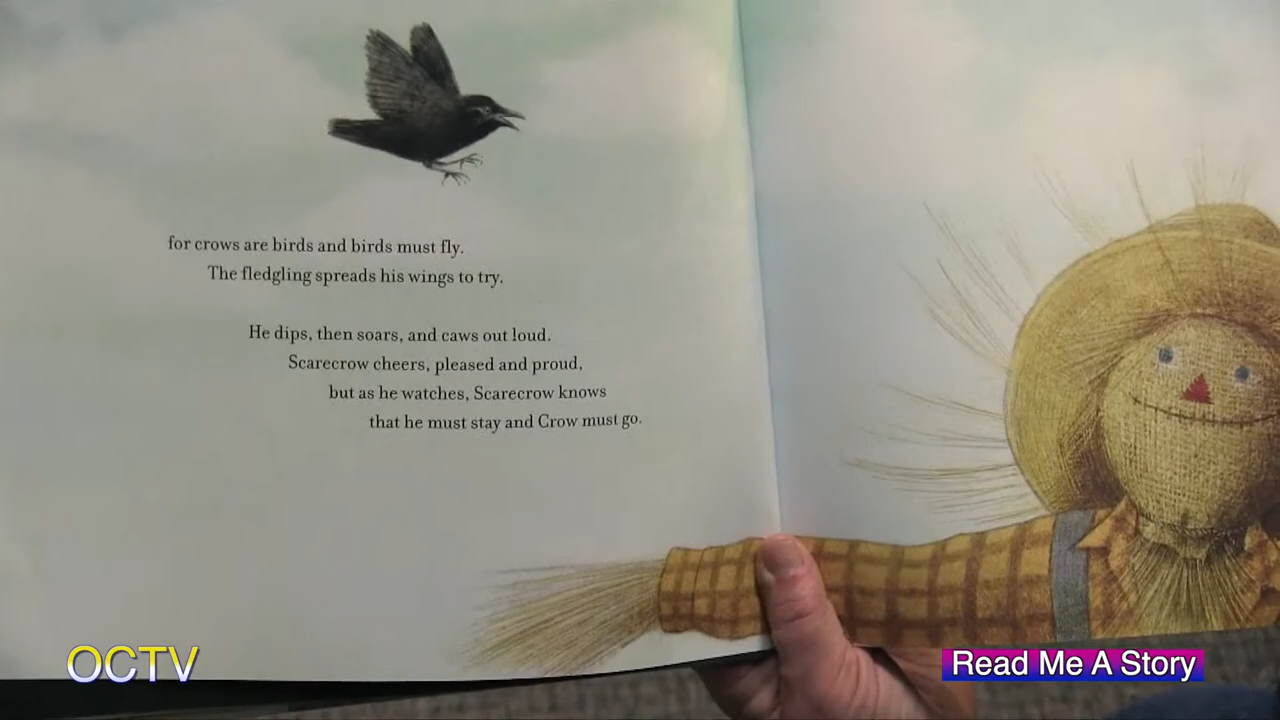 for crows are birds and birds must fly.
The fledgling spreads his wings to try.
He dips, then soars, and caws out loud.
Scarecrow cheers, pleased and proud,
but as he watches, Scarecrow knows
that he must stay and Crow must go.
OCTV
Read Me A Story